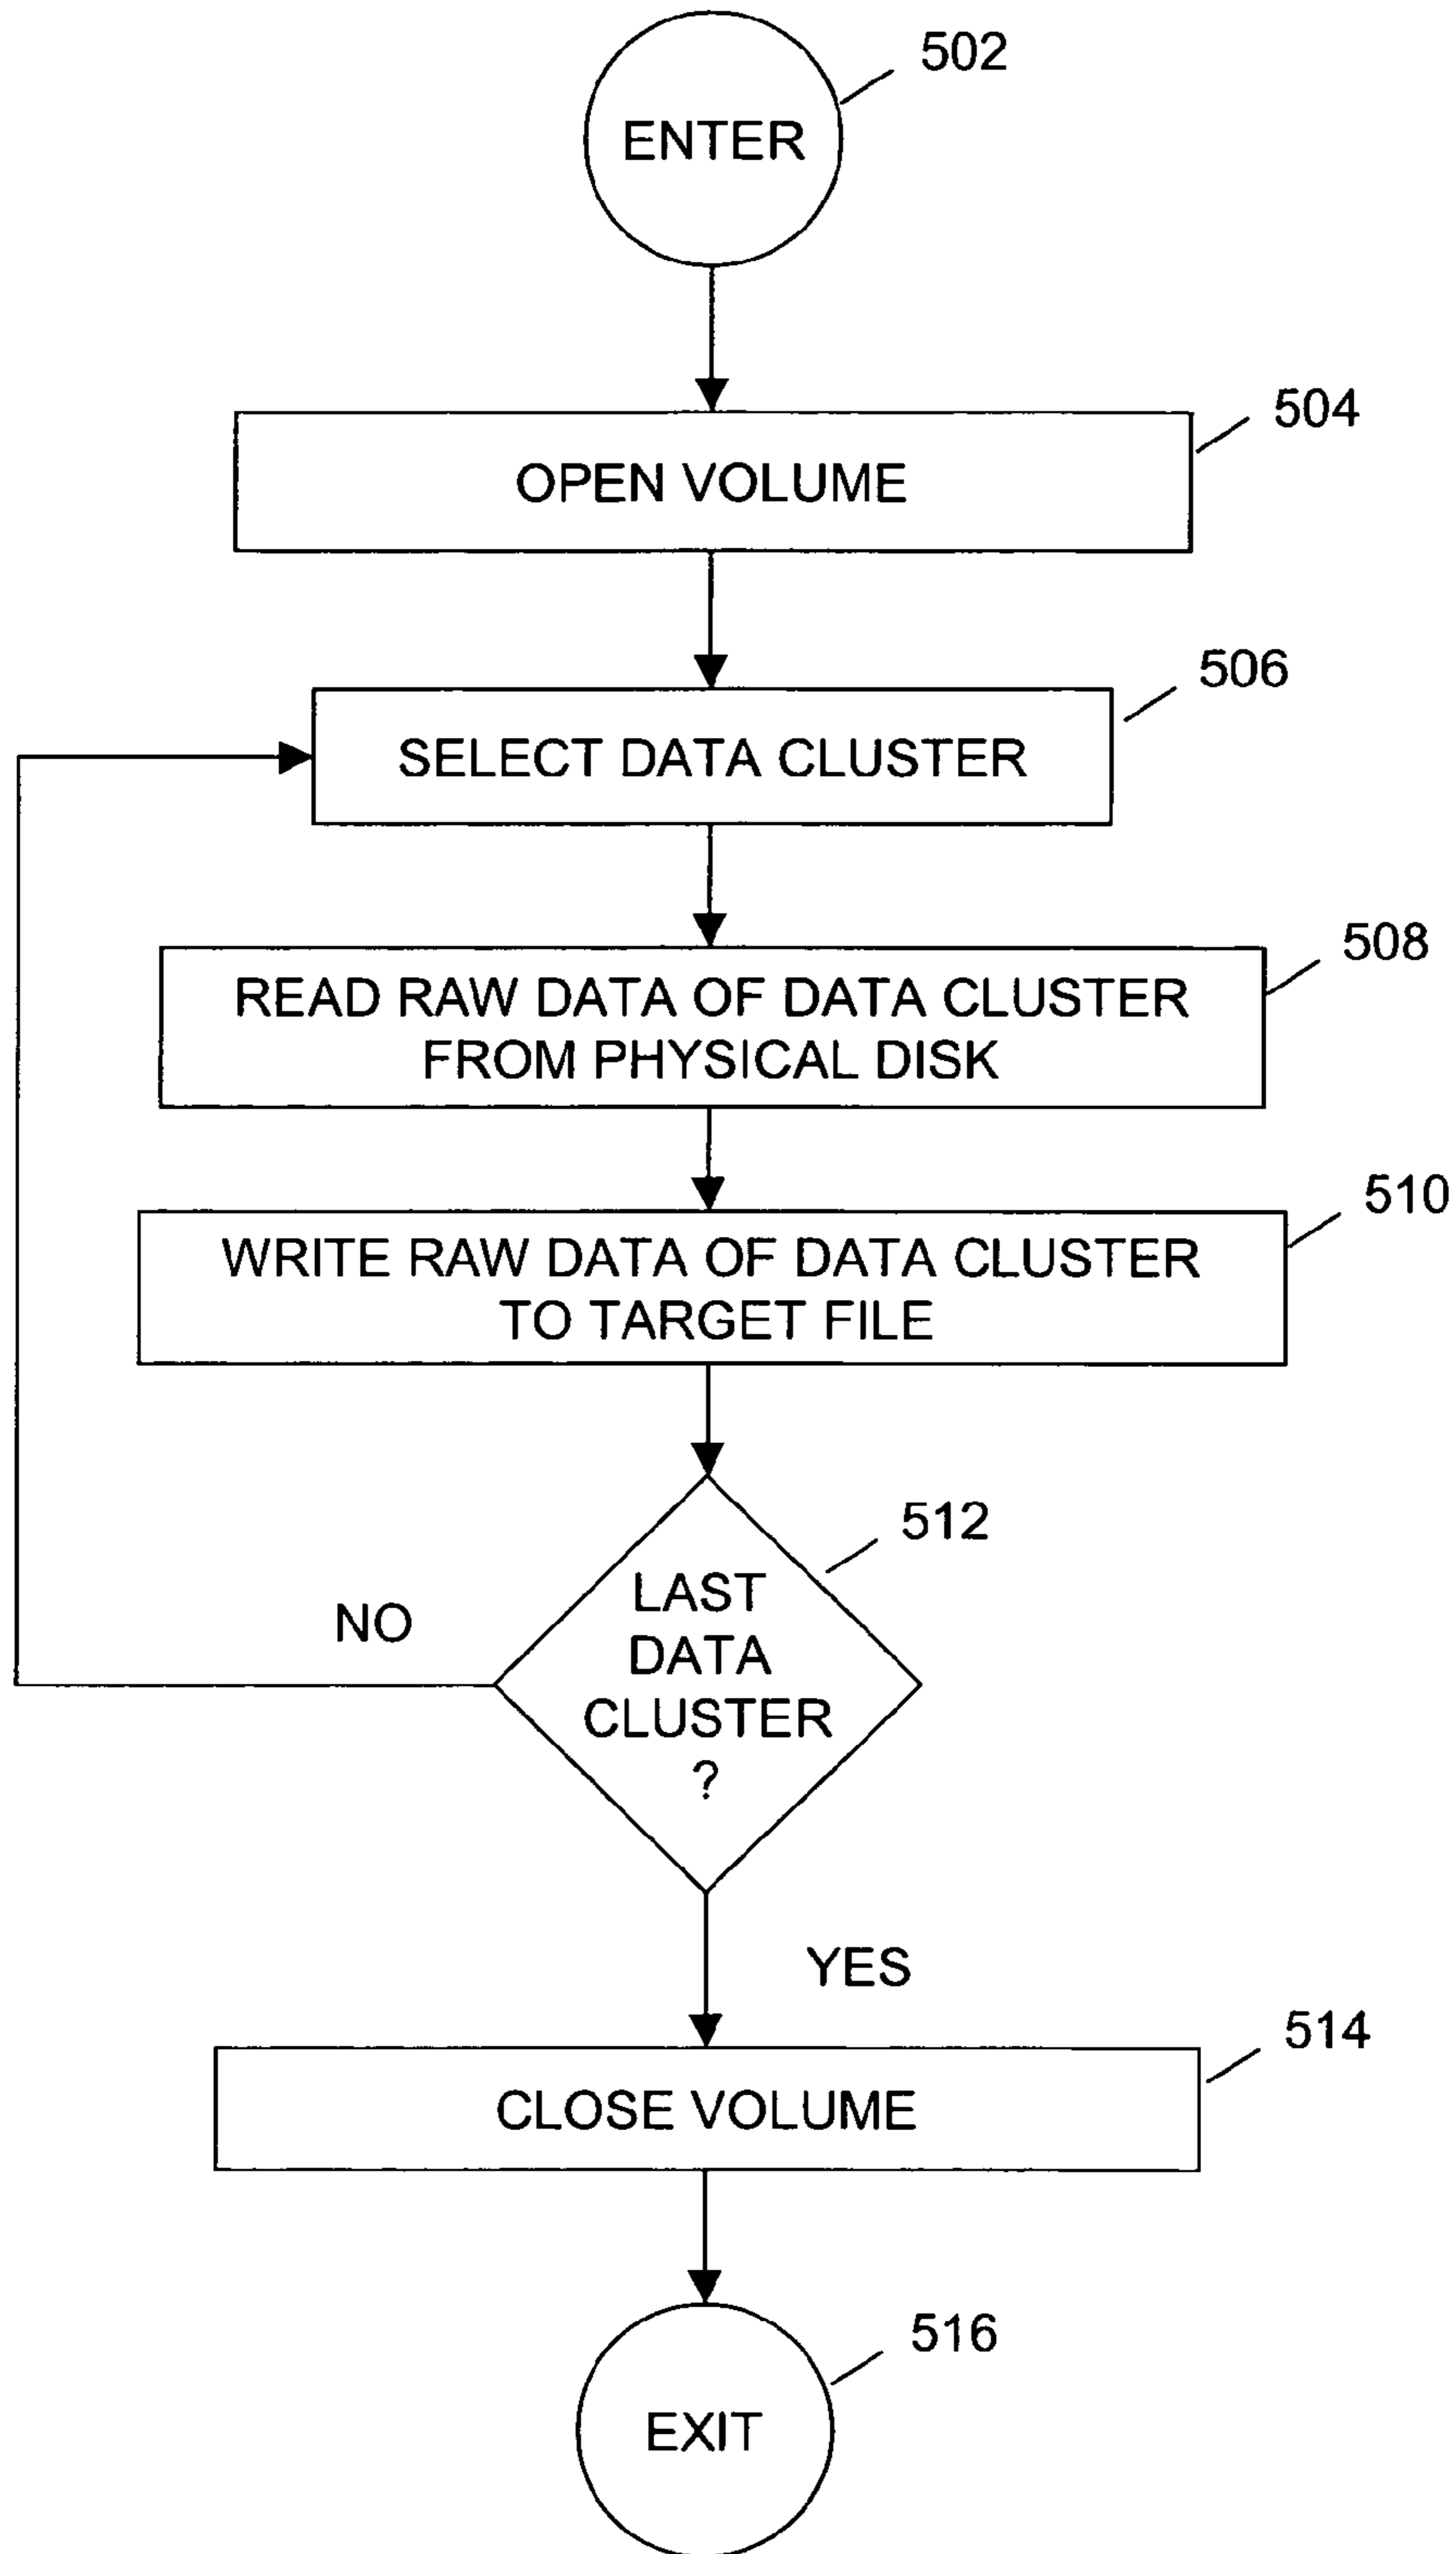 502
ENTER
504
OPEN VOLUME
506
SELECT DATA CLUSTER
508
READ RAW DATA OF DATA CLUSTER
FROM PHYSICAL DISK
510
WRITE RAW DATA OF DATA CLUSTER
TO TARGET FILE
512
LAST
DATA
CLUSTER
?
NO
YES
514
CLOSE VOLUME
516
EXIT